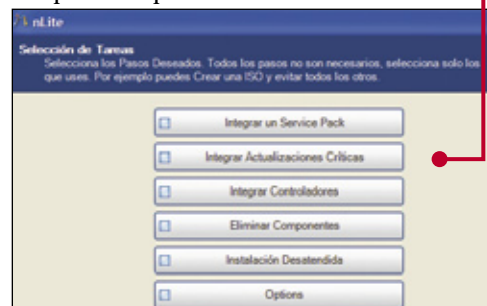 nLite
Selección de Tareas
Selecciona los Pasos Deseados. Todos los pasos no son necesarios, selecciona solo los
que uses. Por ejemplo puedes Crear una ISO y evitar todos los otros.
Integrar un Service Pack
Integrar Actualizaciones Críticas
Integrar Controladores
Eliminar Componentes
Instalación Desatendida
Options